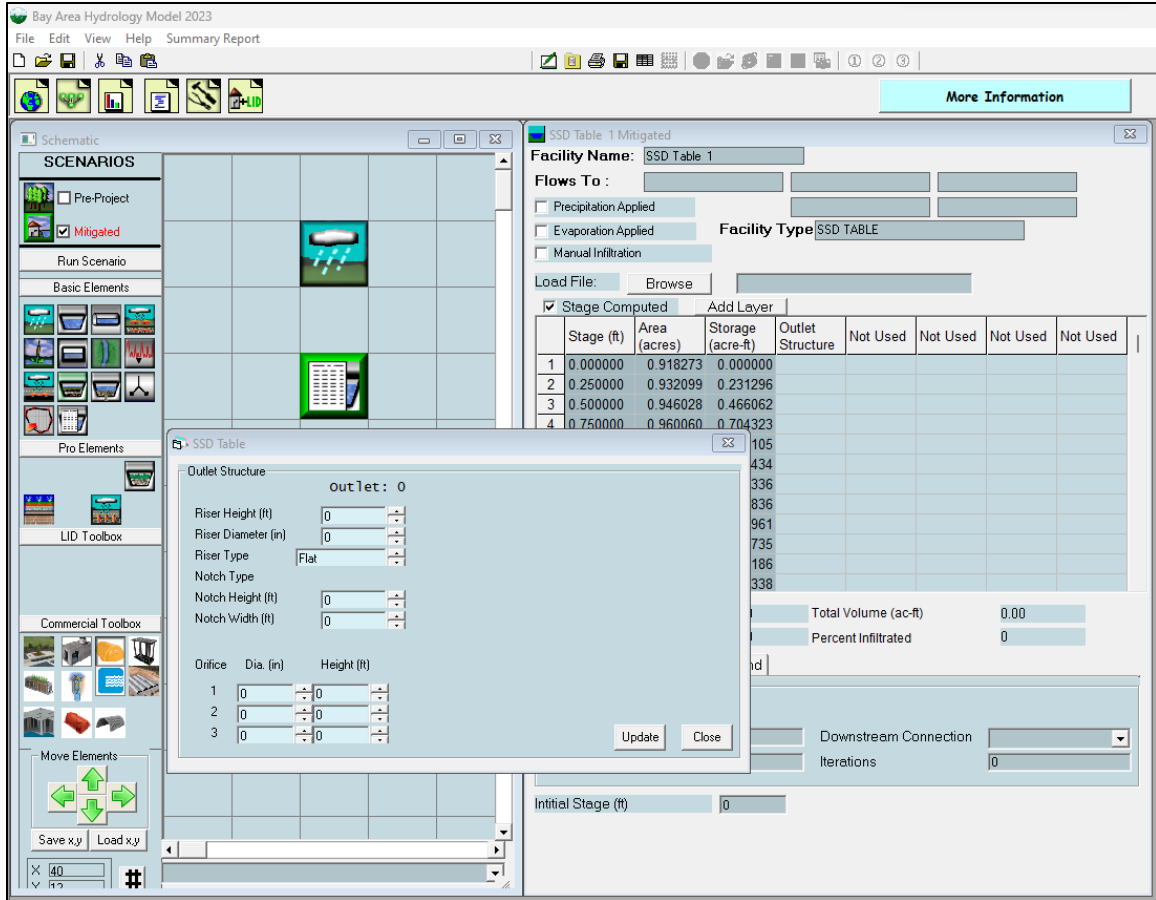 Bay Area Hydrology Model 2023
File Edit View Help Summary Report
More Information
Schematic
SCENARIOS
Pre-Project
Mitigated
Run Scenario
Basic Elements
Pro Elements
LID Toolbox
Commercial Toolbox
Move Elements
Save x,y Load x,y
X 40
Y 12
#
SSD Table 1 Mitigated
Facility Name: SSD Table 1
Flows To :
Precipitation Applied
Evaporation Applied Facility Type SSD TABLE
Manual Infiltration
Load File: Browse
Stage Computed Add Layer
Stage (ft) Area (acres) Storage (acre-ft) Outlet Structure Not Used Not Used Not Used Not Used
1 0.000000 0.918273 0.000000
2 0.250000 0.932099 0.231296
3 0.500000 0.946028 0.466062
4 0.750000 0.960060 0.704323
105
434
336
836
961
735
186
338
Total Volume (ac-ft) 0.00
Percent Infiltrated 0
nd
Downstream Connection
Iterations 0
Intitial Stage (ft) 0
SSD Table
Outlet Structure
Outlet: 0
Riser Height (ft) 0
Riser Diameter (in) 0
Riser Type Flat
Notch Type
Notch Height (ft) 0
Notch Width (ft) 0
Orifice Dia. (in) Height (ft)
1 0 0
2 0 0
3 0 0
Update Close